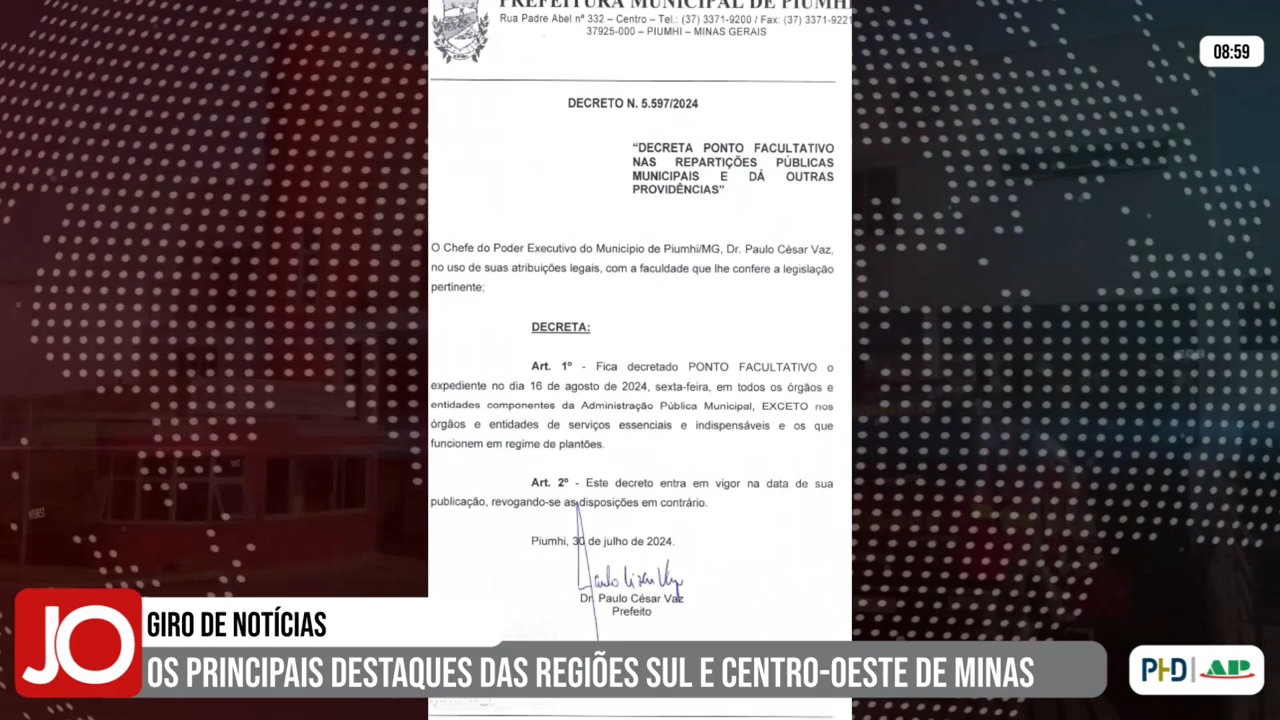 PREFEITURA MUNICIPAL DE PIUMHI
Rua Padre Abel nº 332 – Centro – Tel.: (37) 3371-9200 / Fax: (37) 3371-9221
37925-000 – PIUMHI – MINAS GERAIS
08:59
DECRETO N. 5.597/2024
“DECRETA PONTO FACULTATIVO
NAS REPARTIÇÕES PÚBLICAS
MUNICIPAIS E DÁ OUTRAS
PROVIDÊNCIAS”
O Chefe do Poder Executivo do Município de Piumhi/MG, Dr. Paulo César Vaz,
no uso de suas atribuições legais, com a faculdade que lhe confere a legislação
pertinente;
DECRETA:
Art. 1º - Fica decretado PONTO FACULTATIVO o
expediente no dia 16 de agosto de 2024, sexta-feira, em todos os órgãos e
entidades componentes da Administração Pública Municipal, EXCETO nos
órgãos e entidades de serviços essenciais e indispensáveis e os que
funcionem em regime de plantões.
Art. 2º - Este decreto entra em vigor na data de sua
publicação, revogando-se as disposições em contrário.
Piumhi, 30 de julho de 2024.
Paulo César Vaz
Dr. Paulo César Vaz
Prefeito
JO
GIRO DE NOTÍCIAS
OS PRINCIPAIS DESTAQUES DAS REGIÕES SUL E CENTRO-OESTE DE MINAS
PHD | AP